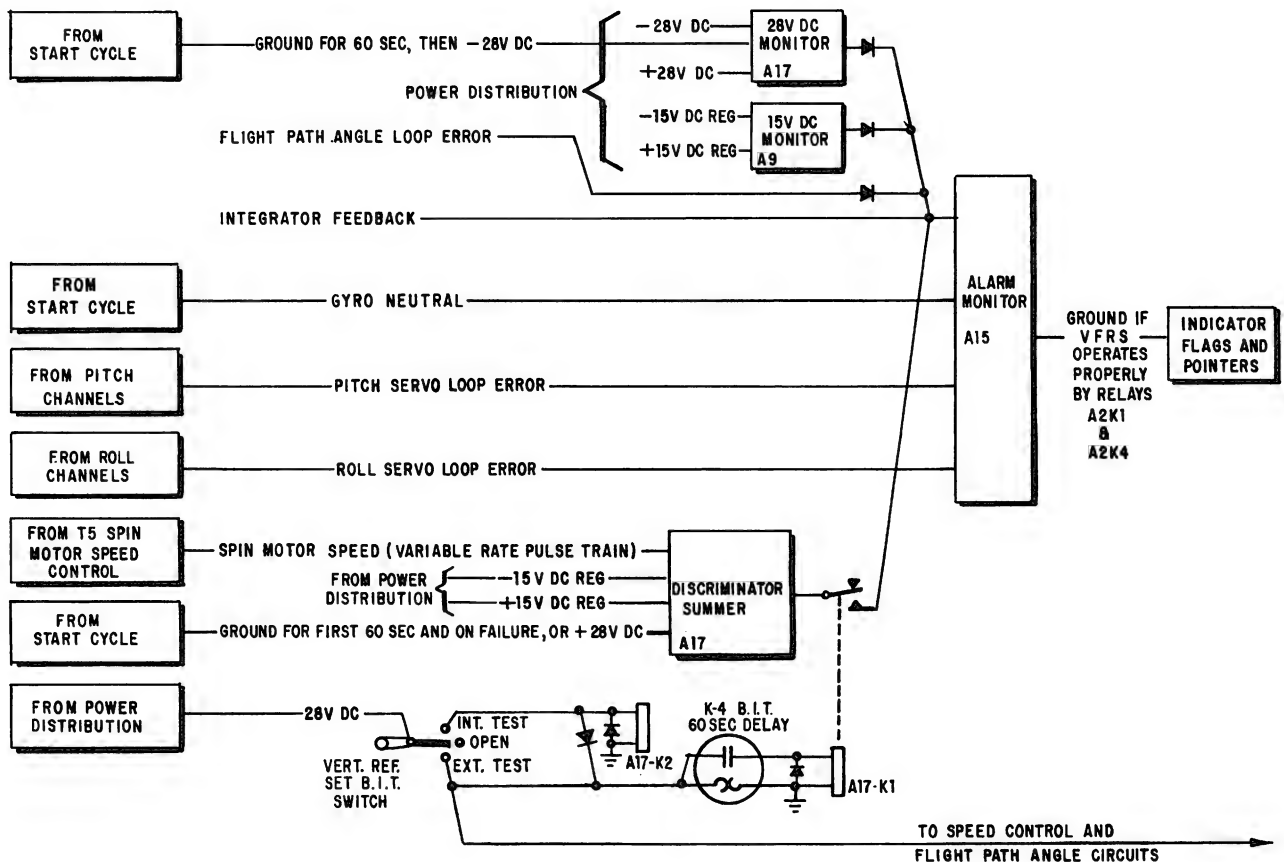 FROM
START CYCLE
GROUND FOR 60 SEC, THEN -28V DC
-28V DC
+28V DC
28V DC
MONITOR
A17
POWER DISTRIBUTION
-15V DC REG
+15V DC REG
15V DC
MONITOR
A9
FLIGHT PATH ANGLE LOOP ERROR
INTEGRATOR FEEDBACK
FROM
START CYCLE
GYRO NEUTRAL
ALARM
MONITOR
A15
GROUND IF
VFRS
OPERATES
PROPERLY
BY RELAYS
A2K1
&
A2K4
INDICATOR
FLAGS AND
POINTERS
FROM PITCH
CHANNELS
PITCH SERVO LOOP ERROR
FROM ROLL
CHANNELS
ROLL SERVO LOOP ERROR
FROM T5 SPIN
MOTOR SPEED
CONTROL
SPIN MOTOR SPEED (VARIABLE RATE PULSE TRAIN)
FROM POWER
DISTRIBUTION
-15V DC REG
+15V DC REG
DISCRIMINATOR
SUMMER
A17
FROM
START CYCLE
GROUND FOR FIRST 60 SEC AND ON FAILURE, OR +28V DC
FROM POWER
DISTRIBUTION
28V DC
INT. TEST
OPEN
EXT. TEST
VERT. REF.
SET B.I.T.
SWITCH
A17-K2
K-4 B.I.T.
60 SEC DELAY
A17-K1
TO SPEED CONTROL AND
FLIGHT PATH ANGLE CIRCUITS